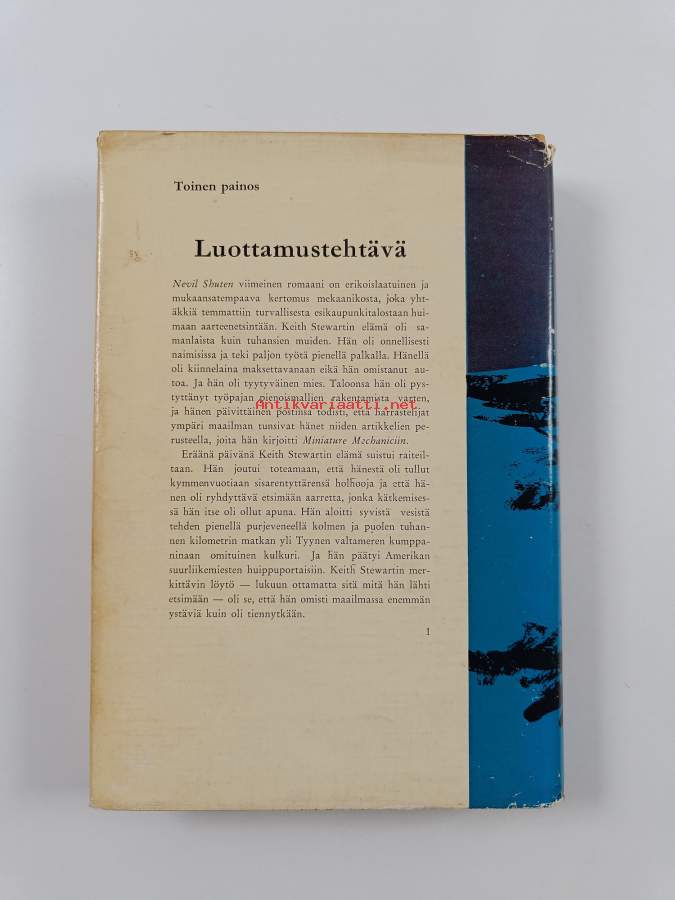 Toinen painos
Luottamustehtävä
Nevil Shuten viimeinen romaani on erikoislaatuinen ja
mukaansatempaava kertomus mekaanikosta, joka yht-
äkkiä temmattiin turvallisesta esikaupunkitalostaan hui-
maan aarteenetsintään. Keith Stewartin elämä oli sa-
manlaista kuin tuhansien muiden. Hän oli onnellisesti
naimisissa ja teki paljon työtä pienellä palkalla. Hänellä
oli kiinnelaina maksettavanaan eikä hän omistanut au-
toa. Ja hän oli tyytyväinen mies. Taloonsa hän oli pys-
tyttänyt työpajan pienoismallien rakentamista varten,
Antikvariaatti.net
ja hänen päivittäinen postinsa todisti, että harrastelijat
ympäri maailman tunsivat hänet niiden artikkelien pe-
rusteella, joita hän kirjoitti Miniature Mechaniciin.
Eräänä päivänä Keith Stewartin elämä suistui raiteil-
taan. Hän joutui toteamaan, että hänestä oli tullut
kymmenvuotiaan sisarentyttärensä holhooja ja että hä-
nen oli ryhdyttävä etsimään aarretta, jonka kätkemises-
sä hän itse oli ollut apuna. Hän aloitti syvistä vesistä
tehden pienellä purjeveneellä kolmen ja puolen tuhan-
nen kilometrin matkan yli Tyynen valtameren kumppa-
ninaan omituinen kulkuri. Ja hän päätyi Amerikan
suurliikemiesten huippuportaisiin. Keith Stewartin mer-
kittävin löytö — lukuun ottamatta sitä mitä hän lähti
etsimään — oli se, että hän omisti maailmassa enemmän
ystäviä kuin oli tiennytkään.
1